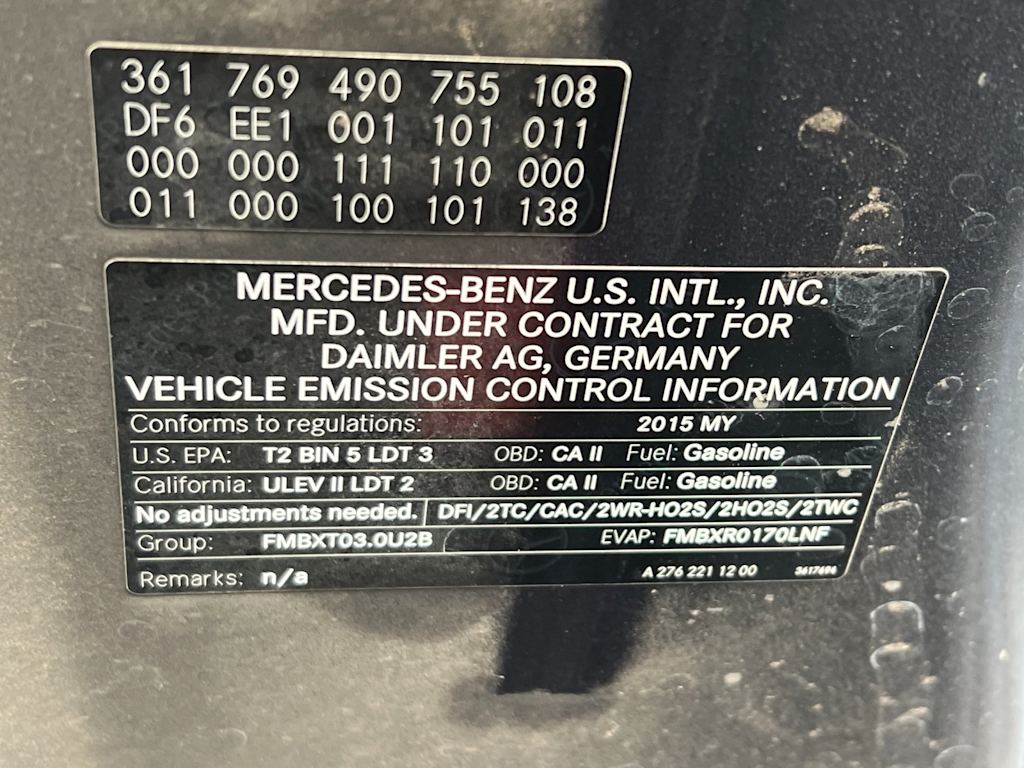 361 769 490 755 108
DF6 EE1 001 101 011
000 000 111 110 000
011 000 100 101 138
MERCEDES-BENZ U.S. INTL., INC.
MFD. UNDER CONTRACT FOR
DAIMLER AG, GERMANY
VEHICLE EMISSION CONTROL INFORMATION
Conforms to regulations: 2015 MY
U.S. EPA: T2 BIN 5 LDT 3 OBD: CA II Fuel: Gasoline
California: ULEV II LDT 2 OBD: CA II Fuel: Gasoline
No adjustments needed. DFI/2TC/CAC/2WR-HO2S/2HO2S/2TWC
Group: FMBXT03.0U2B EVAP: FMBXR0170LNF
Remarks: n/a A 276 221 12 00